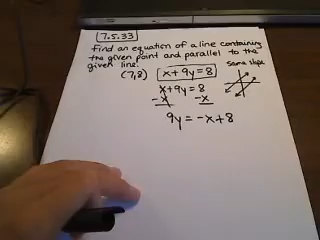 7.5.33
Find an equation of a line containing
the given point and parallel to the
given line.
same slope
(7,8) x + 9y = 8
x + 9y = 8
-x -x
9y = -x + 8